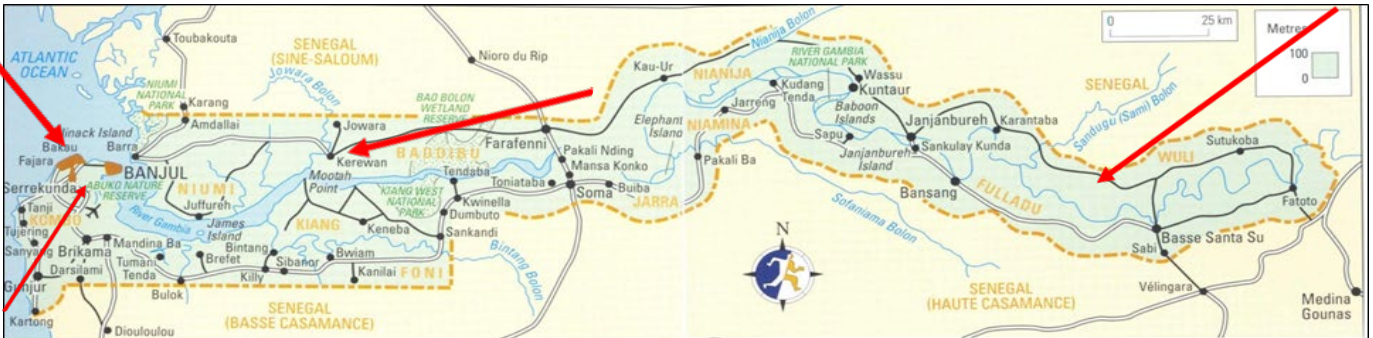 ATLANTIC
OCEAN
Toubakouta
SENEGAL
(SINE-SALOUM)
Nioro du Rip
Nianija Bolon
0 25 km
Metres
100
0
NIUMI
NATIONAL
PARK
Karang
Amdallai
Jowara Bolon
Jowara
BAO BOLON
WETLAND
RESERVE
Kau-Ur
NIANIJA
RIVER GAMBIA
NATIONAL PARK
Wassu
Kuntaur
Kudang
Tenda
Baboon
Islands
Jarreng
Elephant
Island
NIAMINA
Sapu
Janjanbureh
Island
Janjanbureh
Sankulay Kunda
Karantaba
SENEGAL
Sandugu (Sami) Bolon
WULI
Sutukoba
Fatoto
Island
Bakau
Fajara
Barra
BANJUL
Serrekunda
ABUKO NATURE
RESERVE
Kerewan
BADDIBU
Mootah
Point
Farafenni
Pakali Nding
Mansa Konko
Tendaba
Toniataba
Soma
Buiba
Pakali Ba
JARRA
Bansang
FULLADU
Basse Santa Su
Sabi
NIUMI
Juffureh
James
Island
River Gambia
KIANG WEST
NATIONAL
PARK
Kwinella
Dumbuto
KIANG
Keneba
Sankandi
Tanji
KOMBO
Tujering
Sanyang
Brikama
Mandina Ba
Tumani
Tenda
Brefet
Bintang
Sibanor
Bwiam
Killy
Kanilai
FONI
Bintang Bolon
Sofaniama Bolon
N
Darsilami
Gunjur
Bulok
Kartong
Diouloulou
SENEGAL
(BASSE CASAMANCE)
SENEGAL
(HAUTE CASAMANCE)
Vélingara
Medina
Gounas